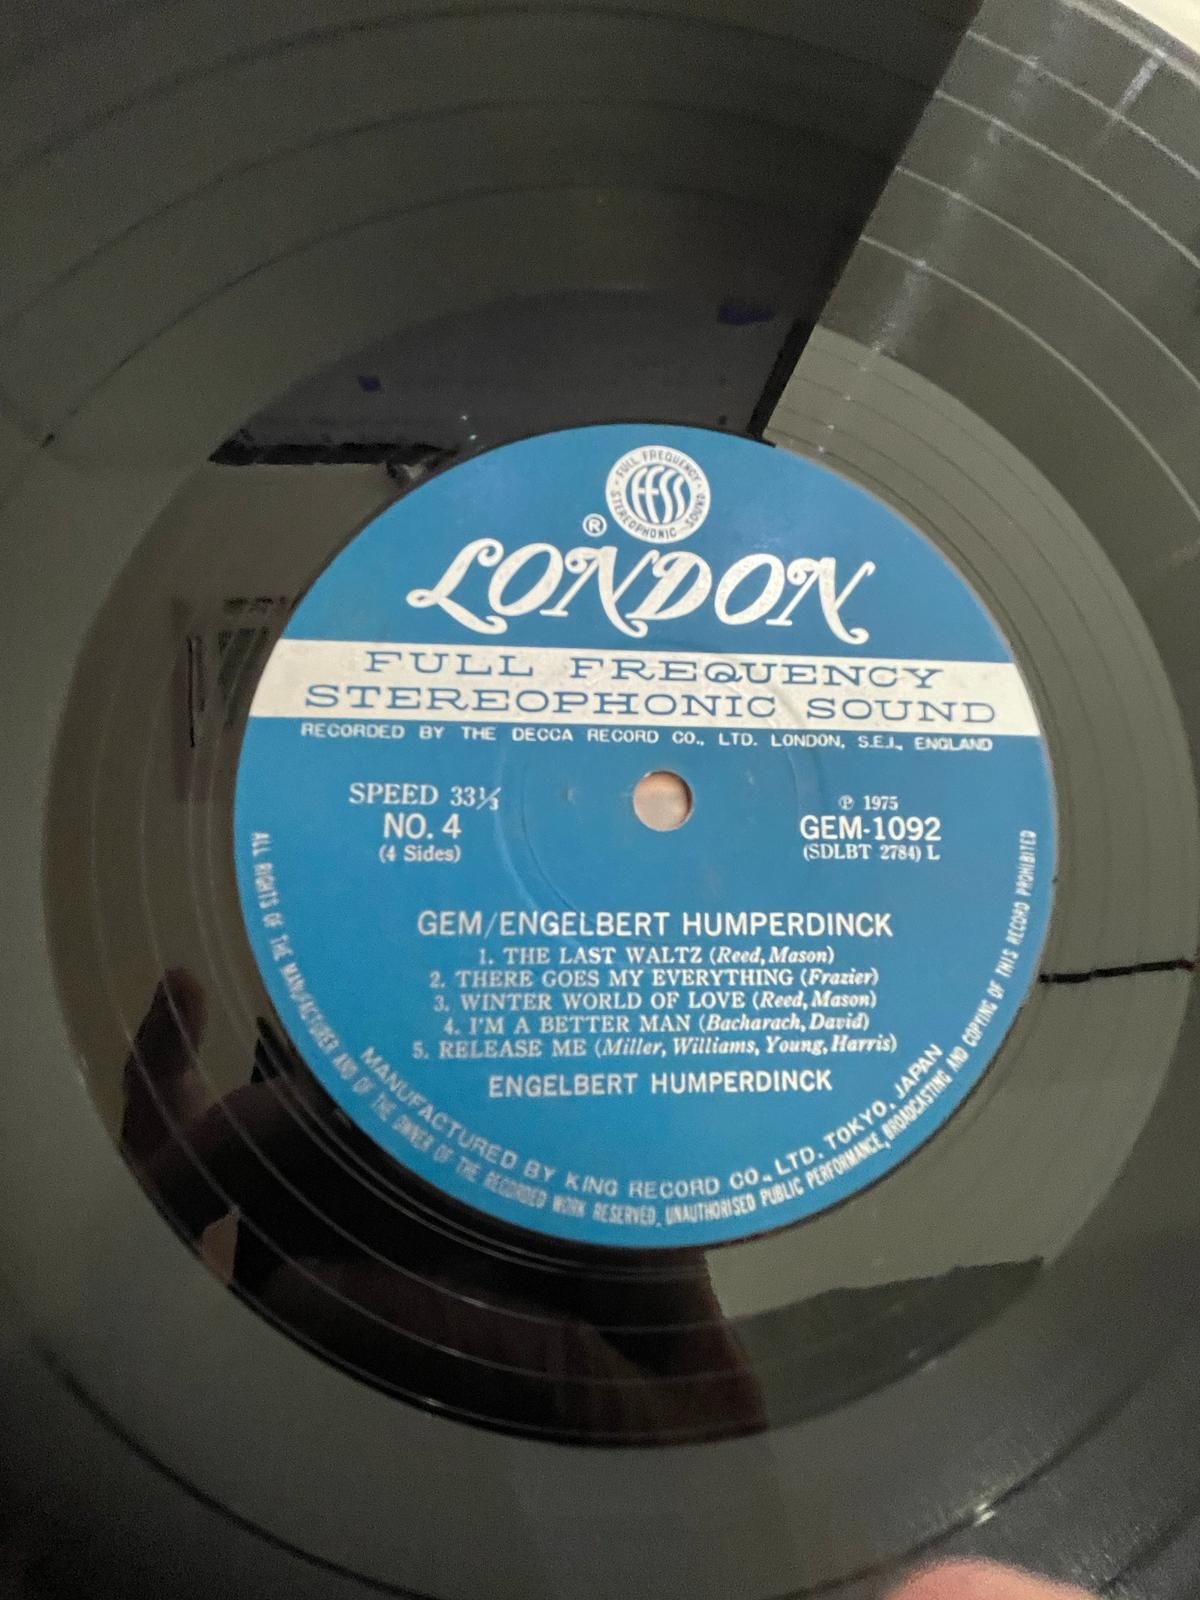 FULL FREQUENCY
FFSS
STEREOPHONIC SOUND
®
LONDON
FULL FREQUENCY
STEREOPHONIC SOUND
RECORDED BY THE DECCA RECORD CO., LTD. LONDON, S.E.I., ENGLAND
SPEED 33⅓
NO. 4
(4 Sides)
℗ 1975
GEM-1092
(SDLBT 2784) L
GEM/ENGELBERT HUMPERDINCK
1. THE LAST WALTZ (Reed, Mason)
2. THERE GOES MY EVERYTHING (Frazier)
3. WINTER WORLD OF LOVE (Reed, Mason)
4. I'M A BETTER MAN (Bacharach, David)
5. RELEASE ME (Miller, Williams, Young, Harris)
ENGELBERT HUMPERDINCK
MANUFACTURED BY KING RECORD CO., LTD. TOKYO, JAPAN
ALL RIGHTS OF THE MANUFACTURER AND OF THE OWNER OF THE RECORDED WORK RESERVED. UNAUTHORISED PUBLIC PERFORMANCE, BROADCASTING AND COPYING OF THIS RECORD PROHIBITED